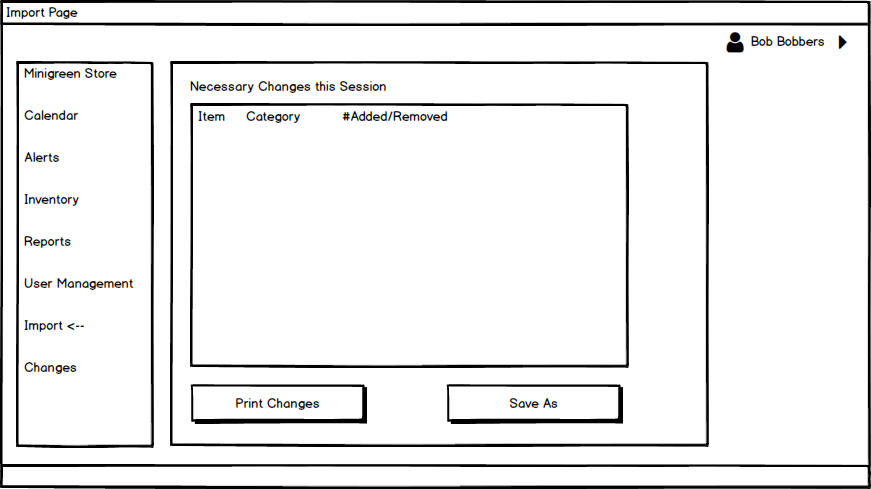 Import Page
Bob Bobbers
Minigreen Store
Calendar
Alerts
Inventory
Reports
User Management
Import <--
Changes
Necessary Changes this Session
Item Category #Added/Removed
Print Changes
Save As